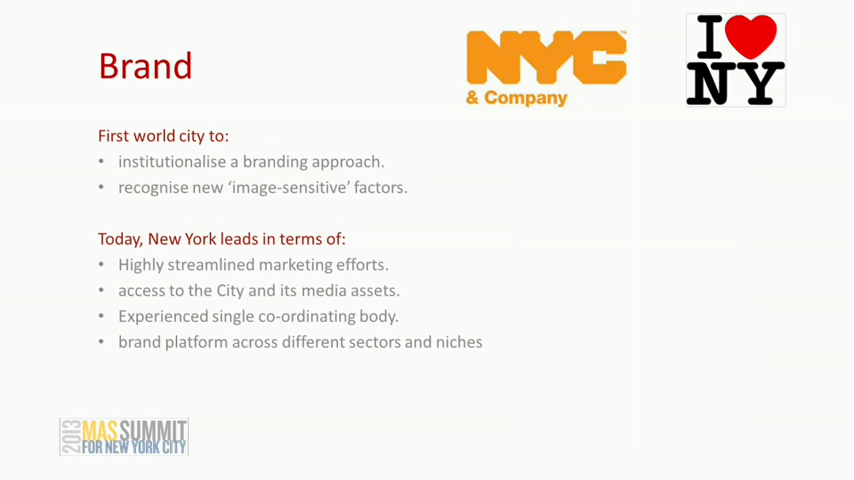 Brand
NYC
& Company
I
NY
First world city to:
• institutionalise a branding approach.
• recognise new ‘image-sensitive’ factors.
Today, New York leads in terms of:
• Highly streamlined marketing efforts.
• access to the City and its media assets.
• Experienced single co-ordinating body.
• brand platform across different sectors and niches
2013
MAS SUMMIT
FOR NEW YORK CITY